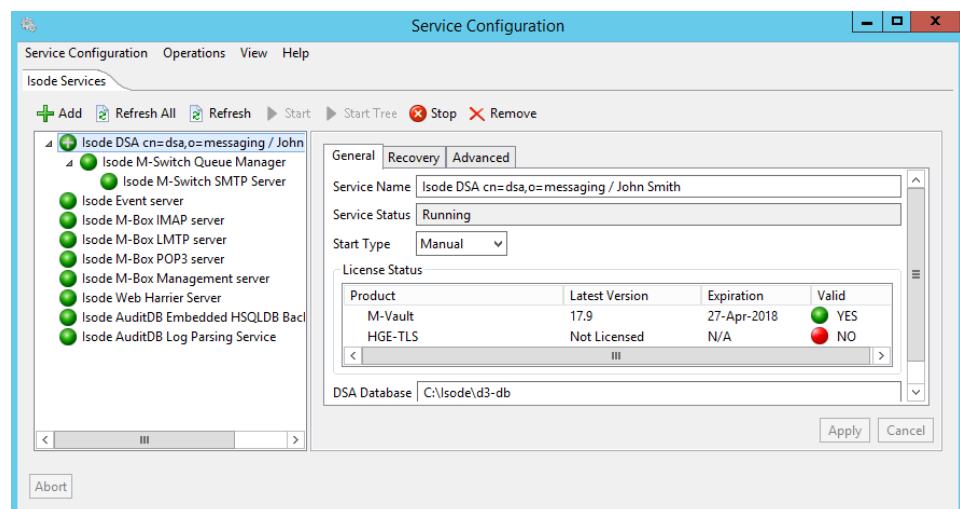 Service Configuration
Service Configuration Operations View Help
Isode Services
Add Refresh All Refresh Start Start Tree Stop Remove
Isode DSA cn=dsa,o=messaging / John
Isode M-Switch Queue Manager
Isode M-Switch SMTP Server
Isode Event server
Isode M-Box IMAP server
Isode M-Box LMTP server
Isode M-Box POP3 server
Isode M-Box Management server
Isode Web Harrier Server
Isode AuditDB Embedded HSQLDB Bacl
Isode AuditDB Log Parsing Service
General Recovery Advanced
Service Name Isode DSA cn=dsa,o=messaging / John Smith
Service Status Running
Start Type Manual
License Status
Product Latest Version Expiration Valid
M-Vault 17.9 27-Apr-2018 YES
HGE-TLS Not Licensed N/A NO
DSA Database C:\Isode\d3-db
Apply Cancel
Abort